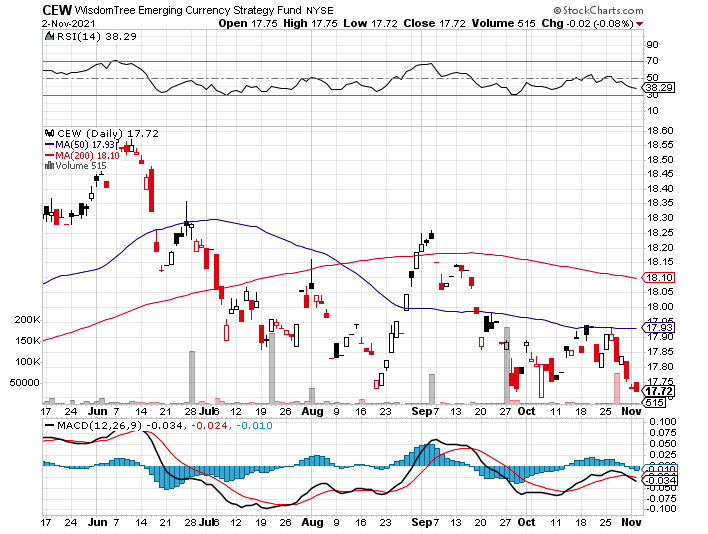 CEW WisdomTree Emerging Currency Strategy Fund NYSE
© StockCharts.com
2-Nov-2021
Open 17.75 High 17.75 Low 17.72 Close 17.72 Volume 515 Chg -0.02 (-0.08%)
RSI(14) 38.29
90
70
50
38.29
30
10
CEW (Daily) 17.72
MA(50) 17.93
MA(200) 18.10
Volume 515
18.60
18.55
18.50
18.45
18.40
18.35
18.30
18.25
18.20
18.15
18.10
18.05
18.00
17.95
17.93
17.90
17.85
17.80
17.75
17.72
200K
150K
100K
50000
515
17 24 Jun 7 14 21 28 Jul 12 19 26 Aug 9 16 23 Sep 7 13 20 27 Oct 11 18 25 Nov
MACD(12,26,9) -0.034, -0.024, -0.010
0.100
0.075
0.050
0.025
0.000
-0.010
-0.034
-0.050
-0.075
-0.100
17 24 Jun 7 14 21 28 Jul 12 19 26 Aug 9 16 23 Sep 7 13 20 27 Oct 11 18 25 Nov